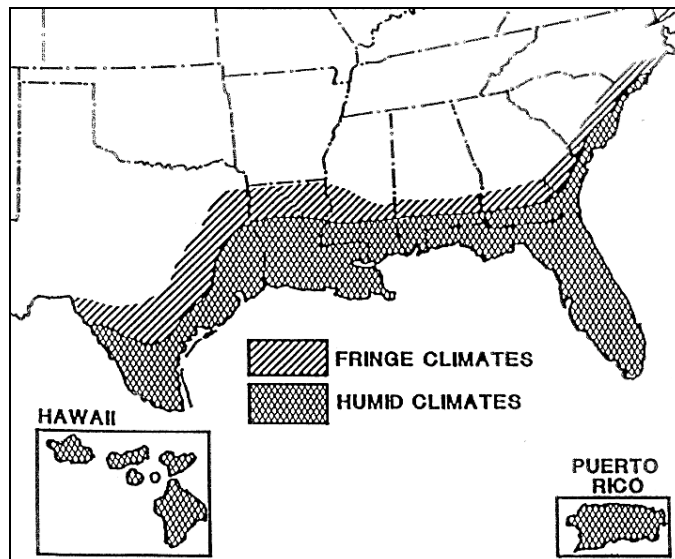 FRINGE CLIMATES
HUMID CLIMATES
HAWAII
PUERTO
RICO